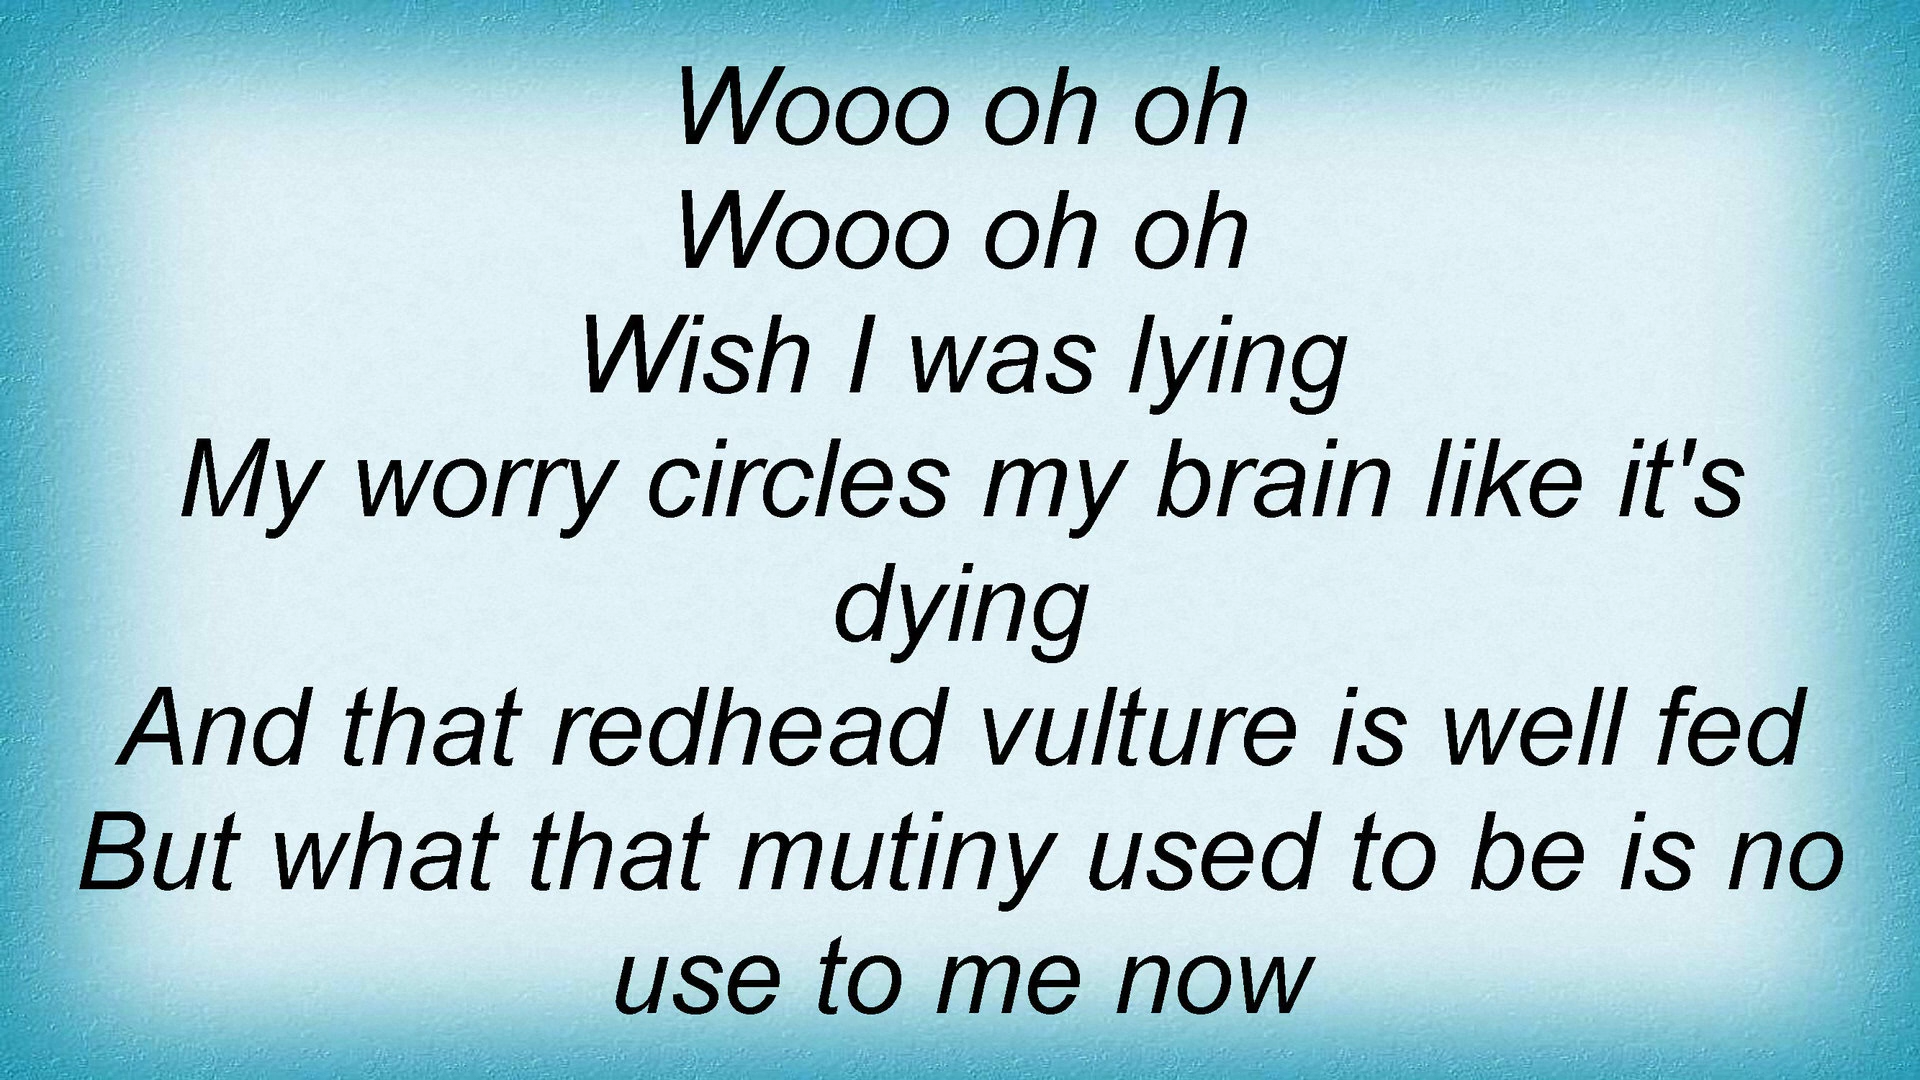 Wooo oh oh
Wooo oh oh
Wish I was lying
My worry circles my brain like it's
dying
And that redhead vulture is well fed
But what that mutiny used to be is no
use to me now